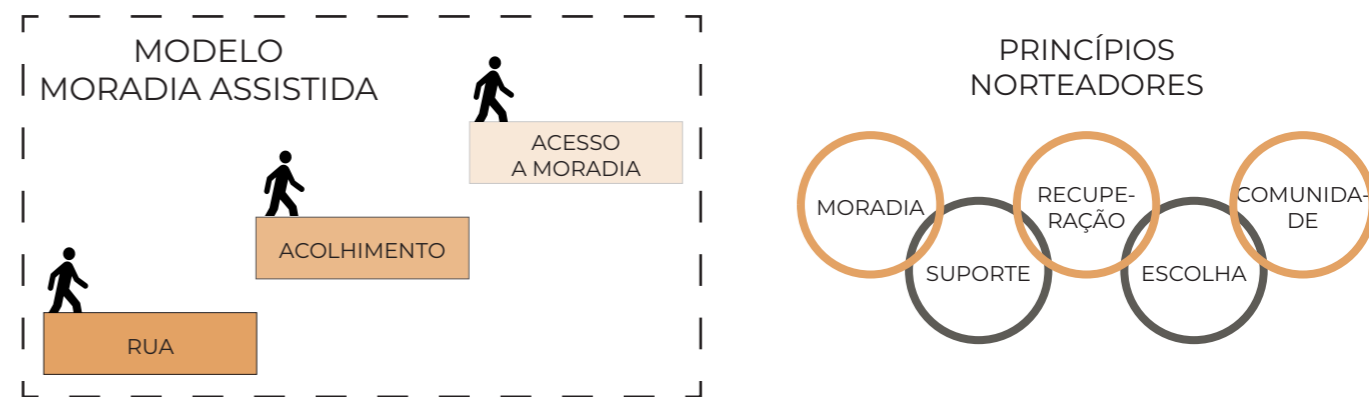 MODELO
MORADIA ASSISTIDA
ACESSO
A MORADIA
ACOLHIMENTO
RUA
PRINCÍPIOS
NORTEADORES
MORADIA
SUPORTE
RECUPE-
RAÇÃO
ESCOLHA
COMUNIDA-
DE